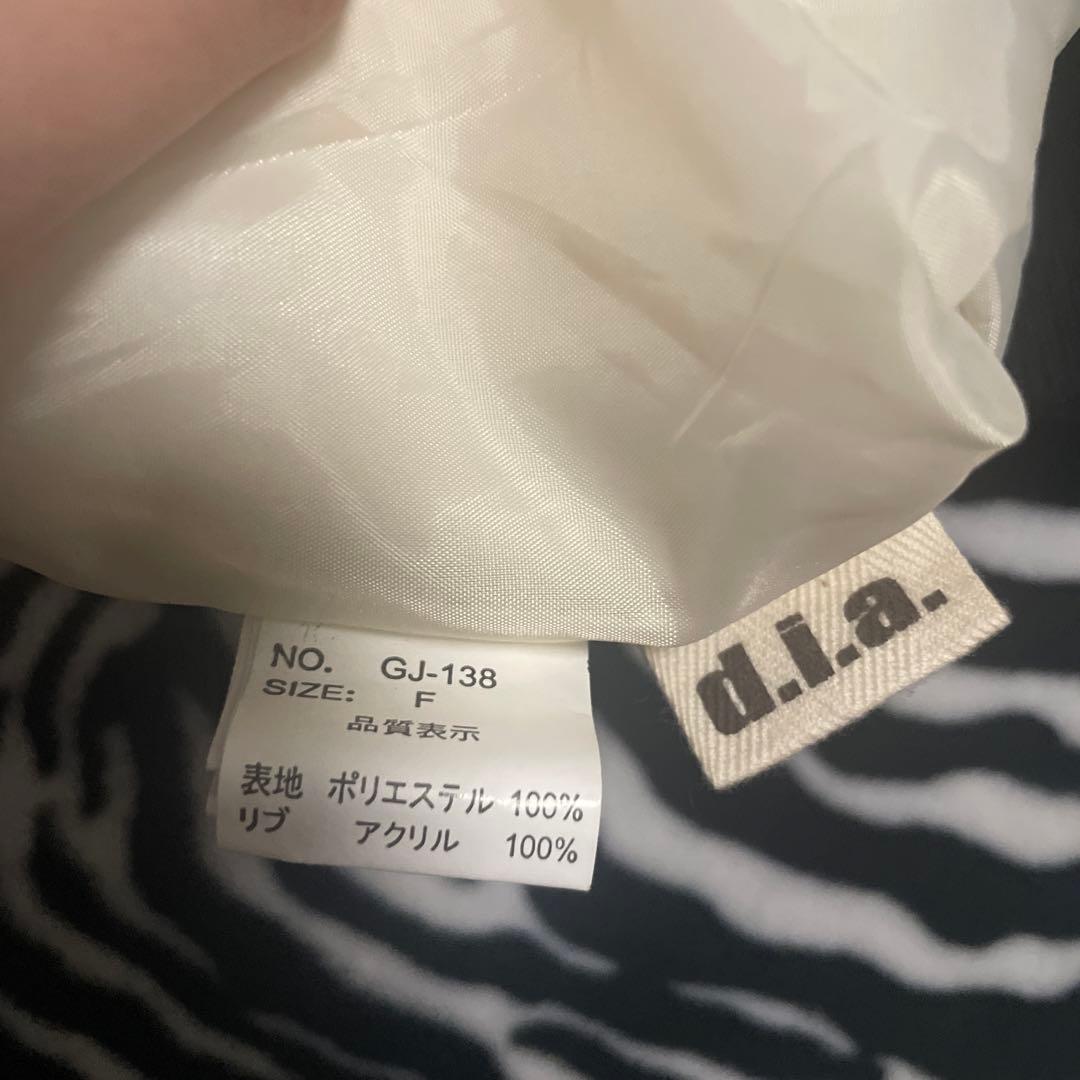 NO. GJ-138
SIZE: F
品質表示
表地 ポリエステル 100%
リブ アクリル 100%
d.i.a.